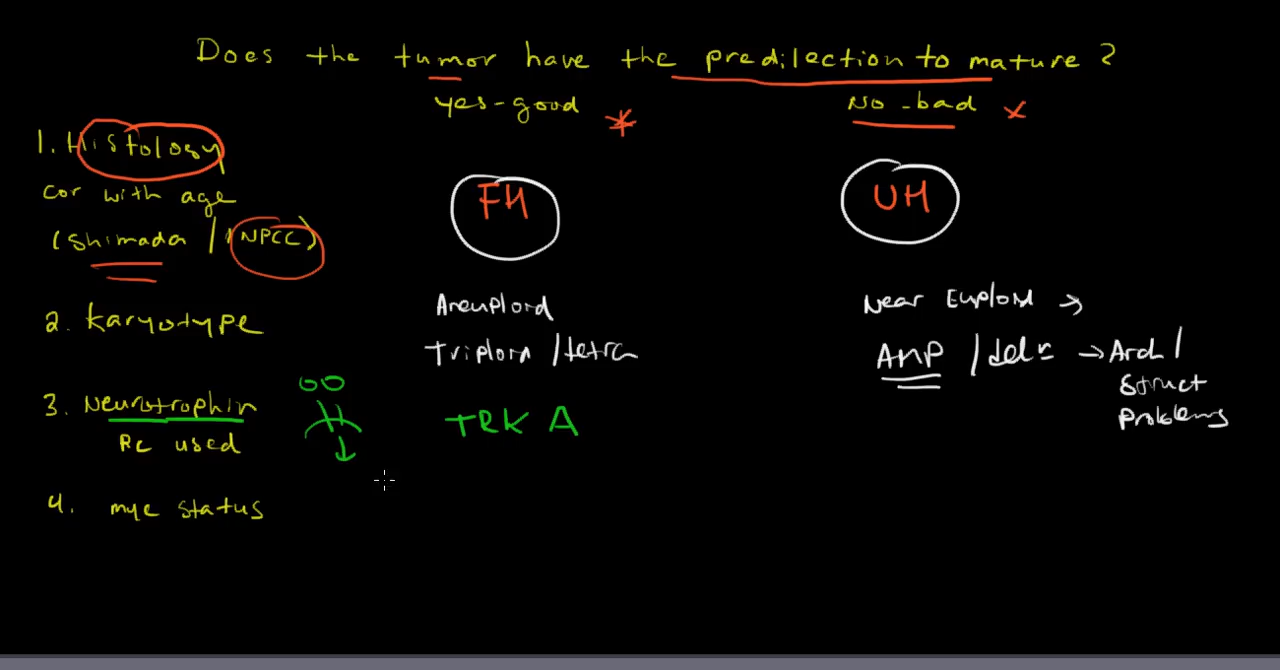 Does the tumor have the predilection to mature ?
yes-good
No -bad
1. Histology
cor with age
(Shimada / INPCC)
FH
UH
2. Karyotype
Aneuploid
Triploid / tetra
Near Euploid →
AMP / del's → Arch /
Struct
Problems
3. Neurotrophin
Rc used
TRK A
4. myc status